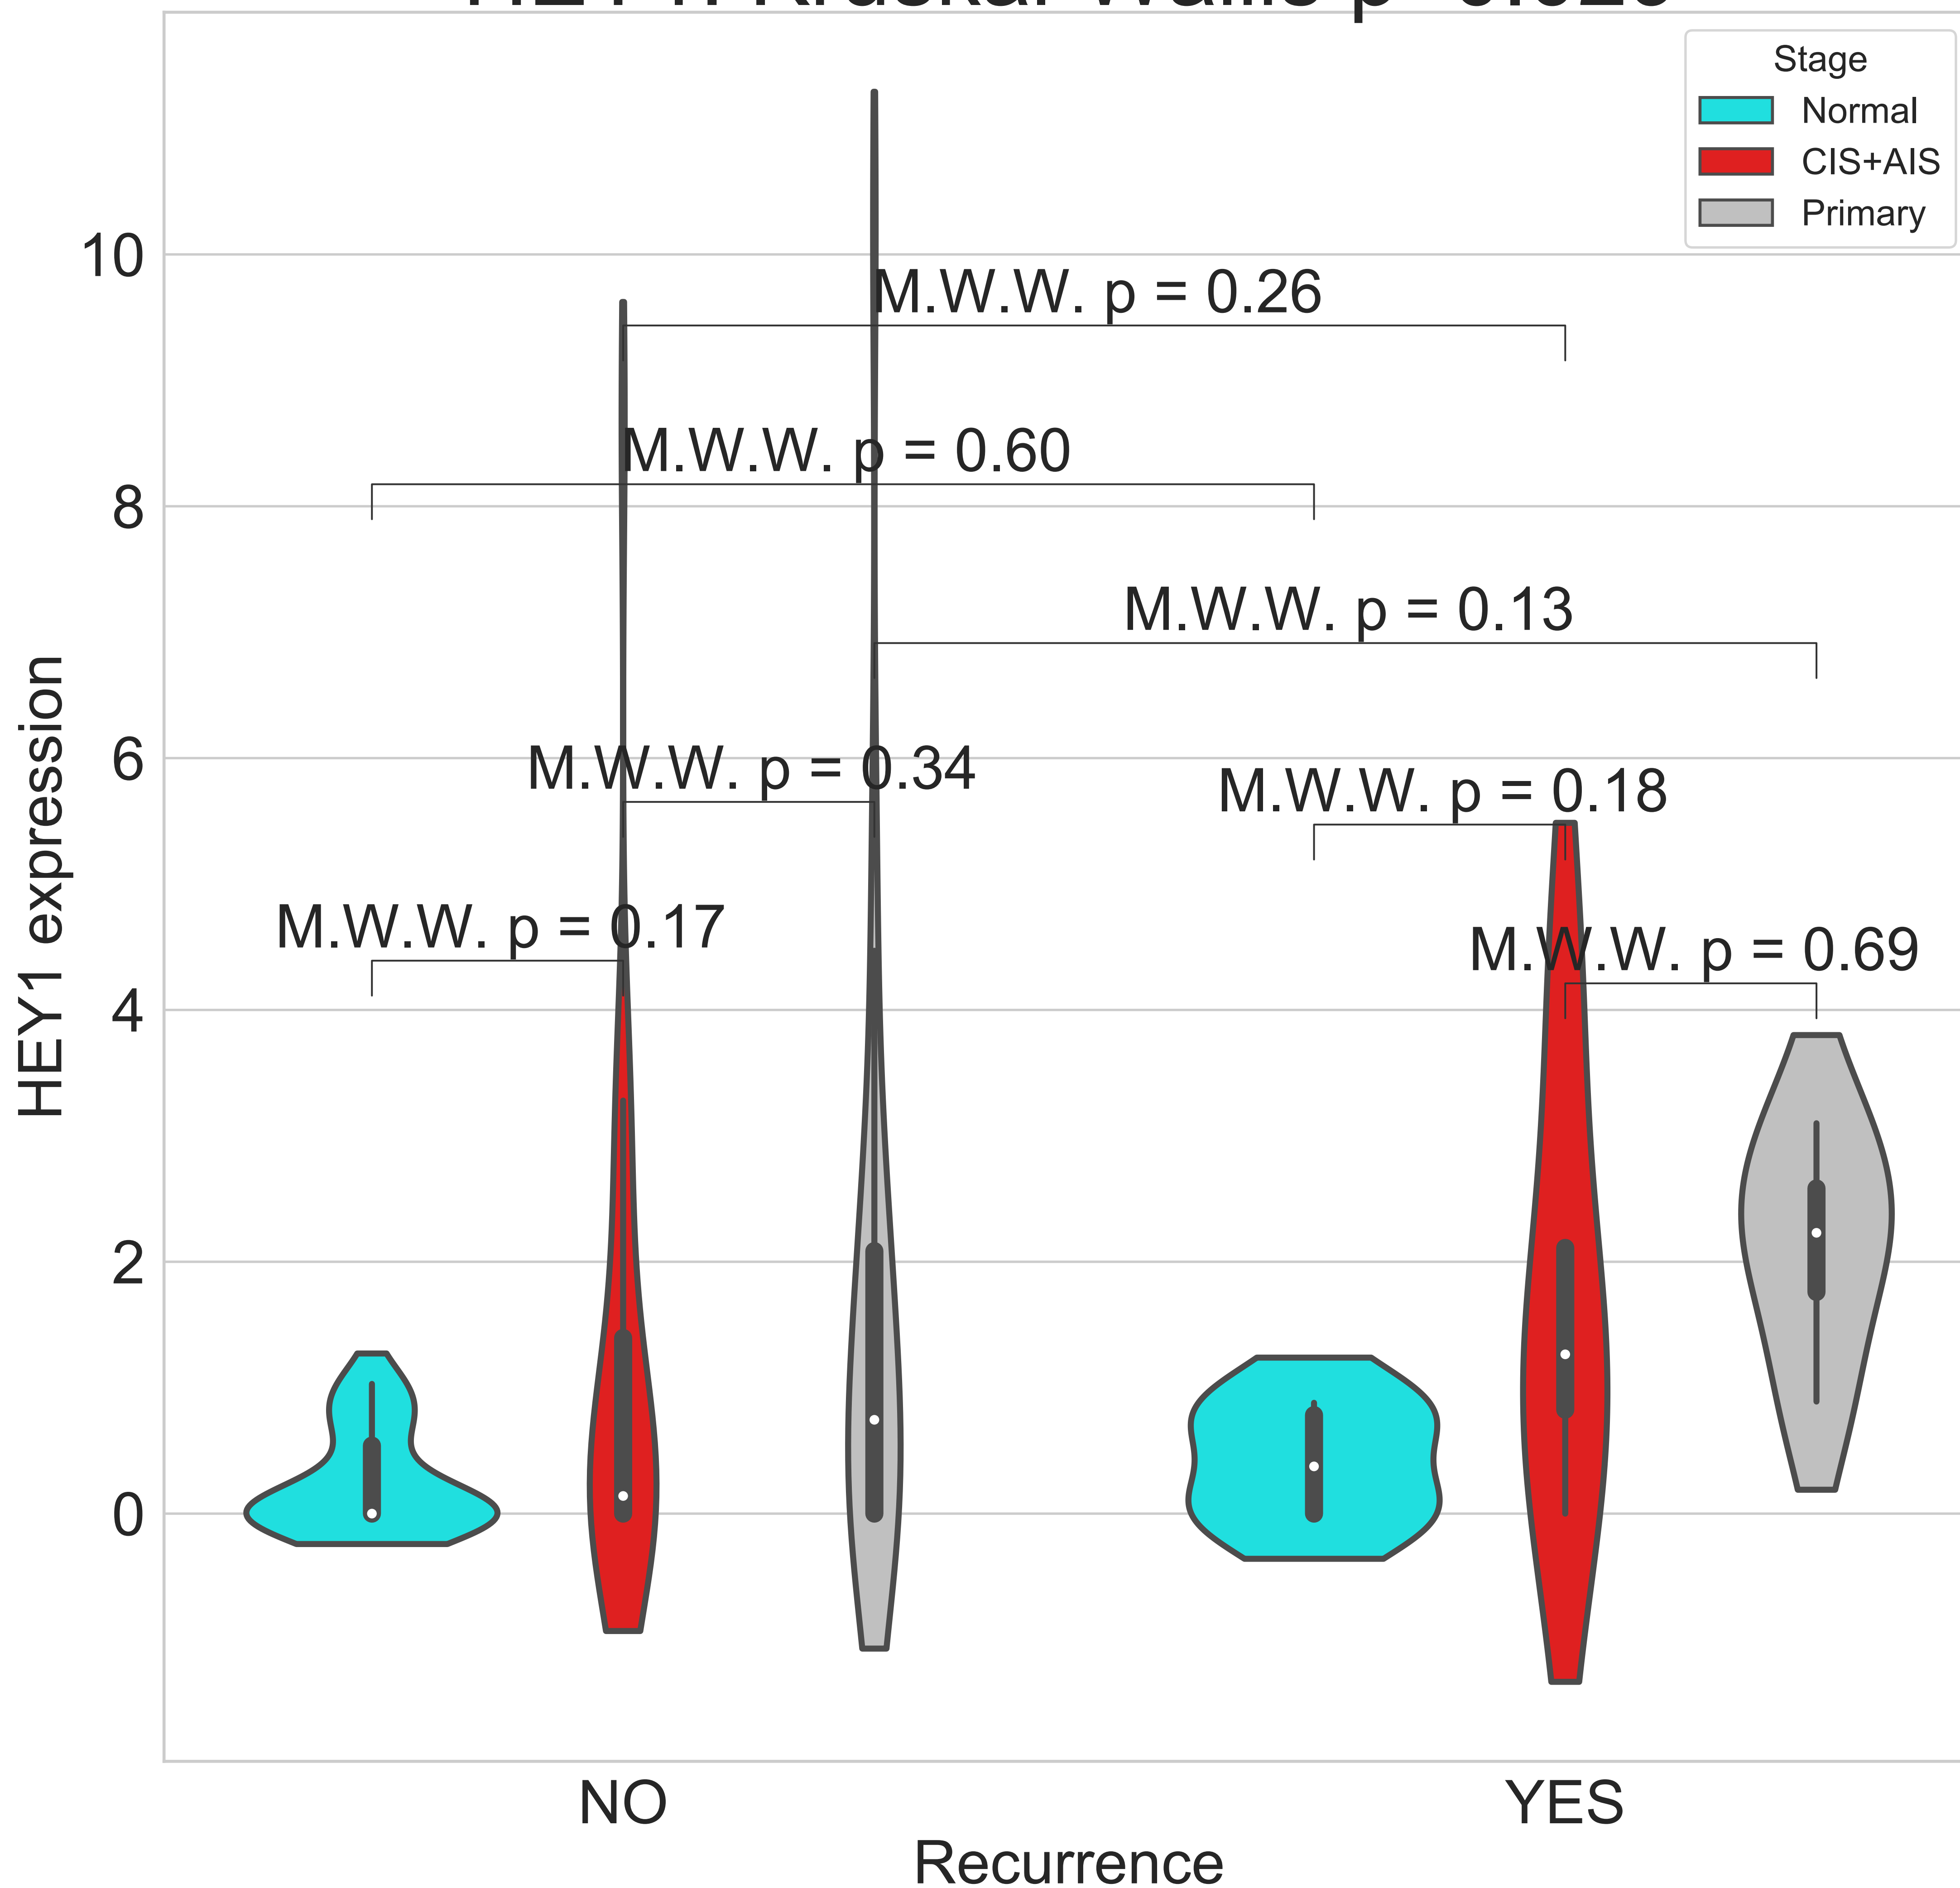 Stage
Normal
CIS+AIS
Primary
10
8
6
4
2
0
HEY1 expression
M.W.W. p = 0.26
M.W.W. p = 0.60
M.W.W. p = 0.13
M.W.W. p = 0.34
M.W.W. p = 0.18
M.W.W. p = 0.17
M.W.W. p = 0.69
NO
YES
Recurrence